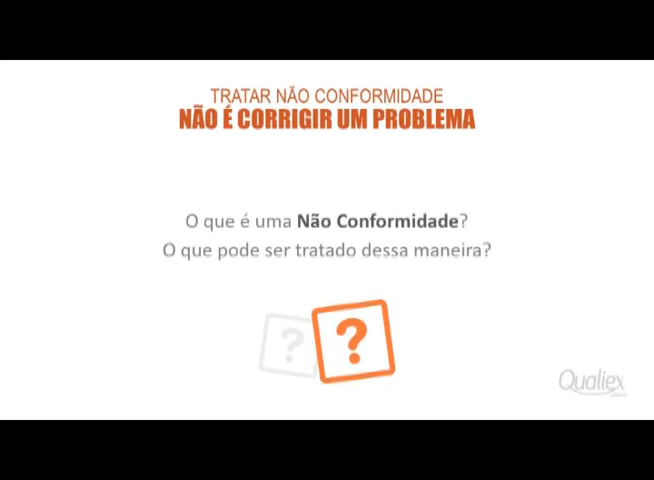 TRATAR NÃO CONFORMIDADE
NÃO É CORRIGIR UM PROBLEMA
O que é uma Não Conformidade?
O que pode ser tratado dessa maneira?
? ?
Qualiex